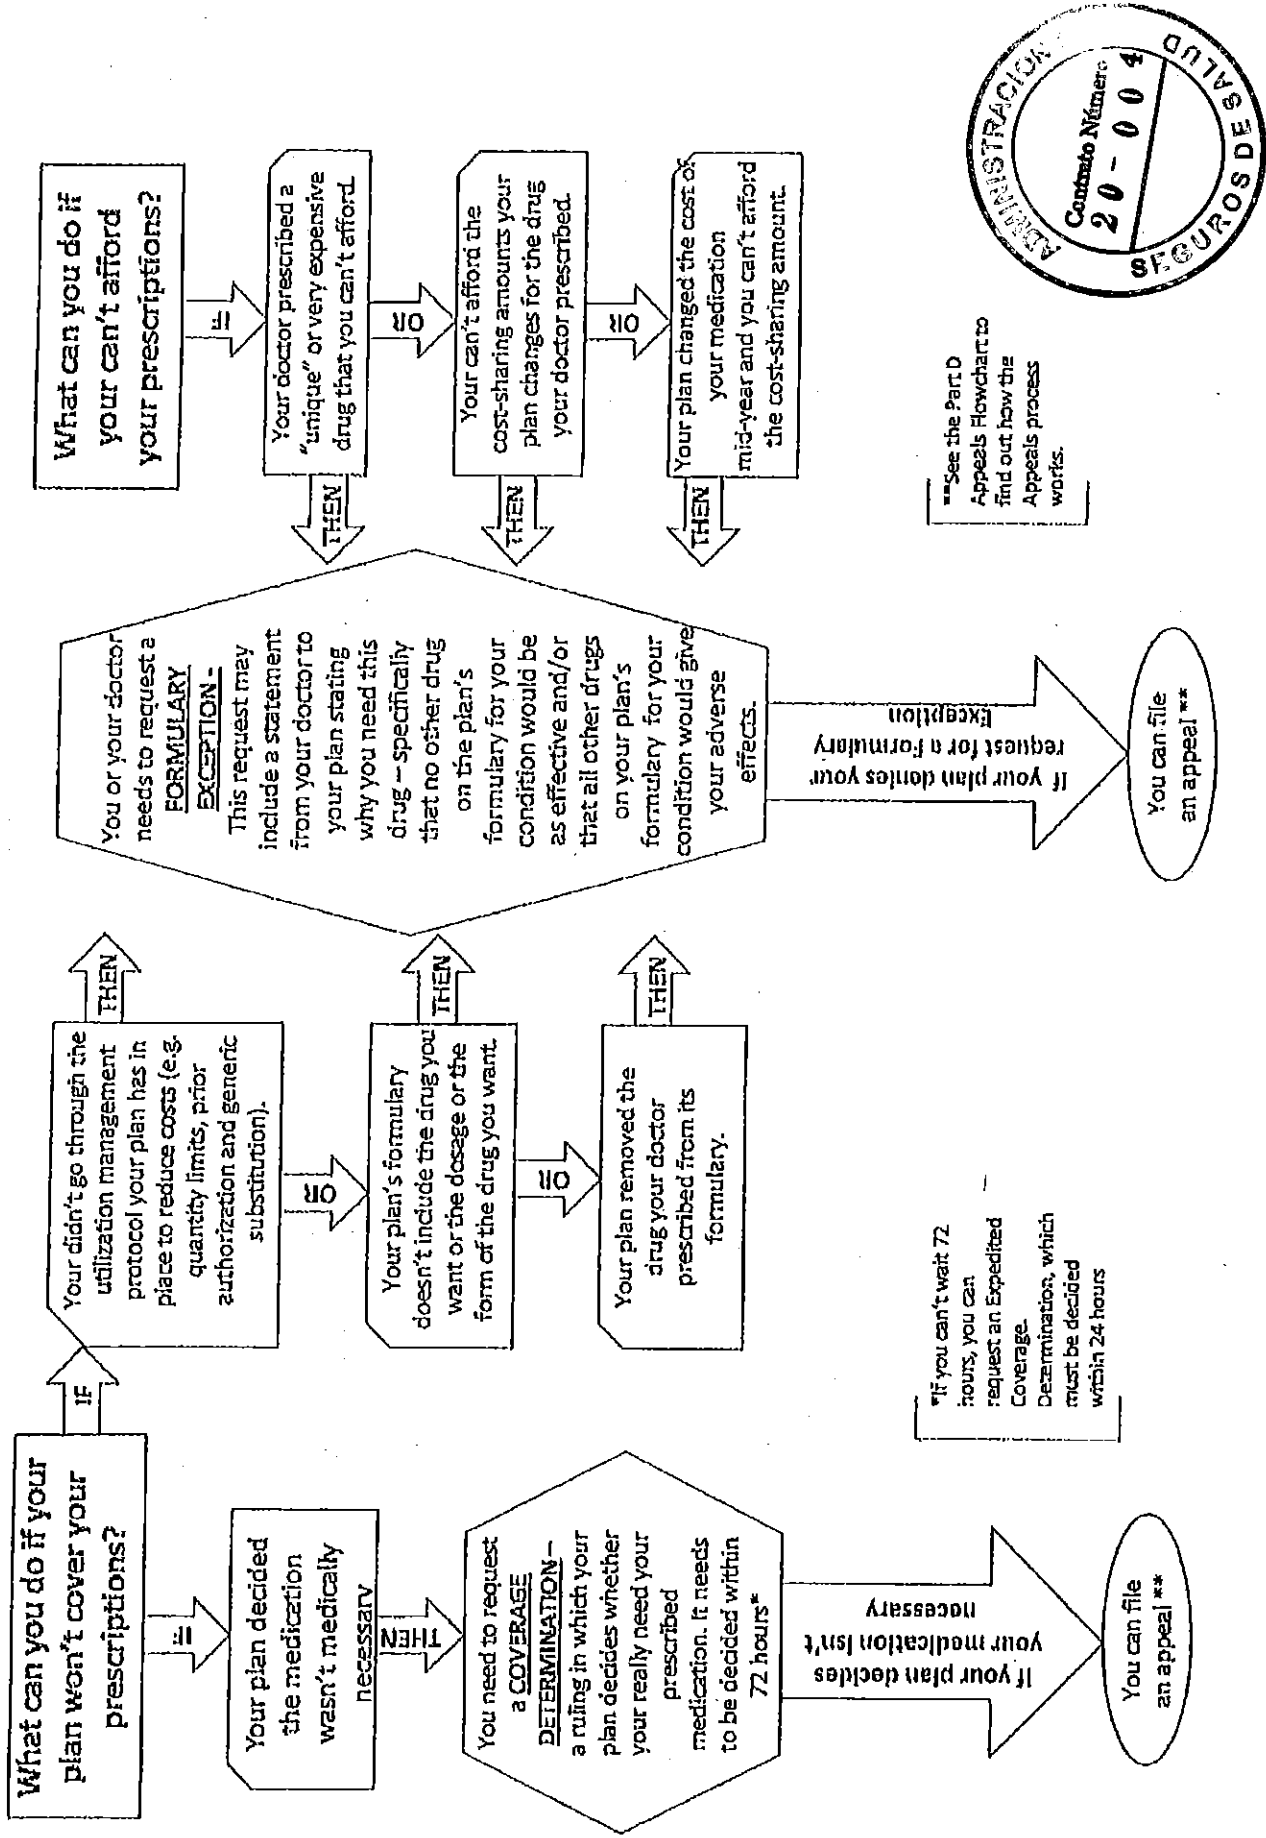 What can you do if your
plan won't cover your
prescriptions?
IF
Your plan decided
the medication
wasn't medically
necessary
THEN
You need to request
a COVERAGE
DETERMINATION –
a ruling in which your
plan decides whether
your really need your
prescribed
medication. It needs
to be decided within
72 hours*
If your plan decides
your medication isn't
necessary
You can file
an appeal **
IF
Your didn't go through the
utilization management
protocol your plan has in
place to reduce costs (e.g.
quantity limits, prior
authorization and generic
substitution).
THEN
OR
Your plan's formulary
doesn't include the drug you
want or the dosage or the
form of the drug you want.
THEN
OR
Your plan removed the
drug your doctor
prescribed from its
formulary.
THEN
*If you can't wait 72
hours, you can
request an Expedited
Coverage.
Determination, which
must be decided
within 24 hours
You or your doctor
needs to request a
FORMULARY
EXCEPTION -
This request may
include a statement
from your doctor to
your plan stating
why you need this
drug – specifically
that no other drug
on the plan's
formulary for your
condition would be
as effective and/or
that all other drugs
on your plan's
formulary for your
condition would give
your adverse
effects.
If your plan denies your
request for a Formulary
Exception
You can file
an appeal **
What can you do if
your can't afford
your prescriptions?
IF
Your doctor prescribed a
"unique" or very expensive
drug that you can't afford.
THEN
OR
Your can't afford the
cost-sharing amounts your
plan changes for the drug
your doctor prescribed.
THEN
OR
Your plan changed the cost of
your medication
mid-year and you can't afford
the cost-sharing amount.
THEN
**See the Part D
Appeals Flowchart to
find out how the
Appeals process
works.
ADMINISTRACION
Contrato Número
20-004
SEGUROS DE SALUD